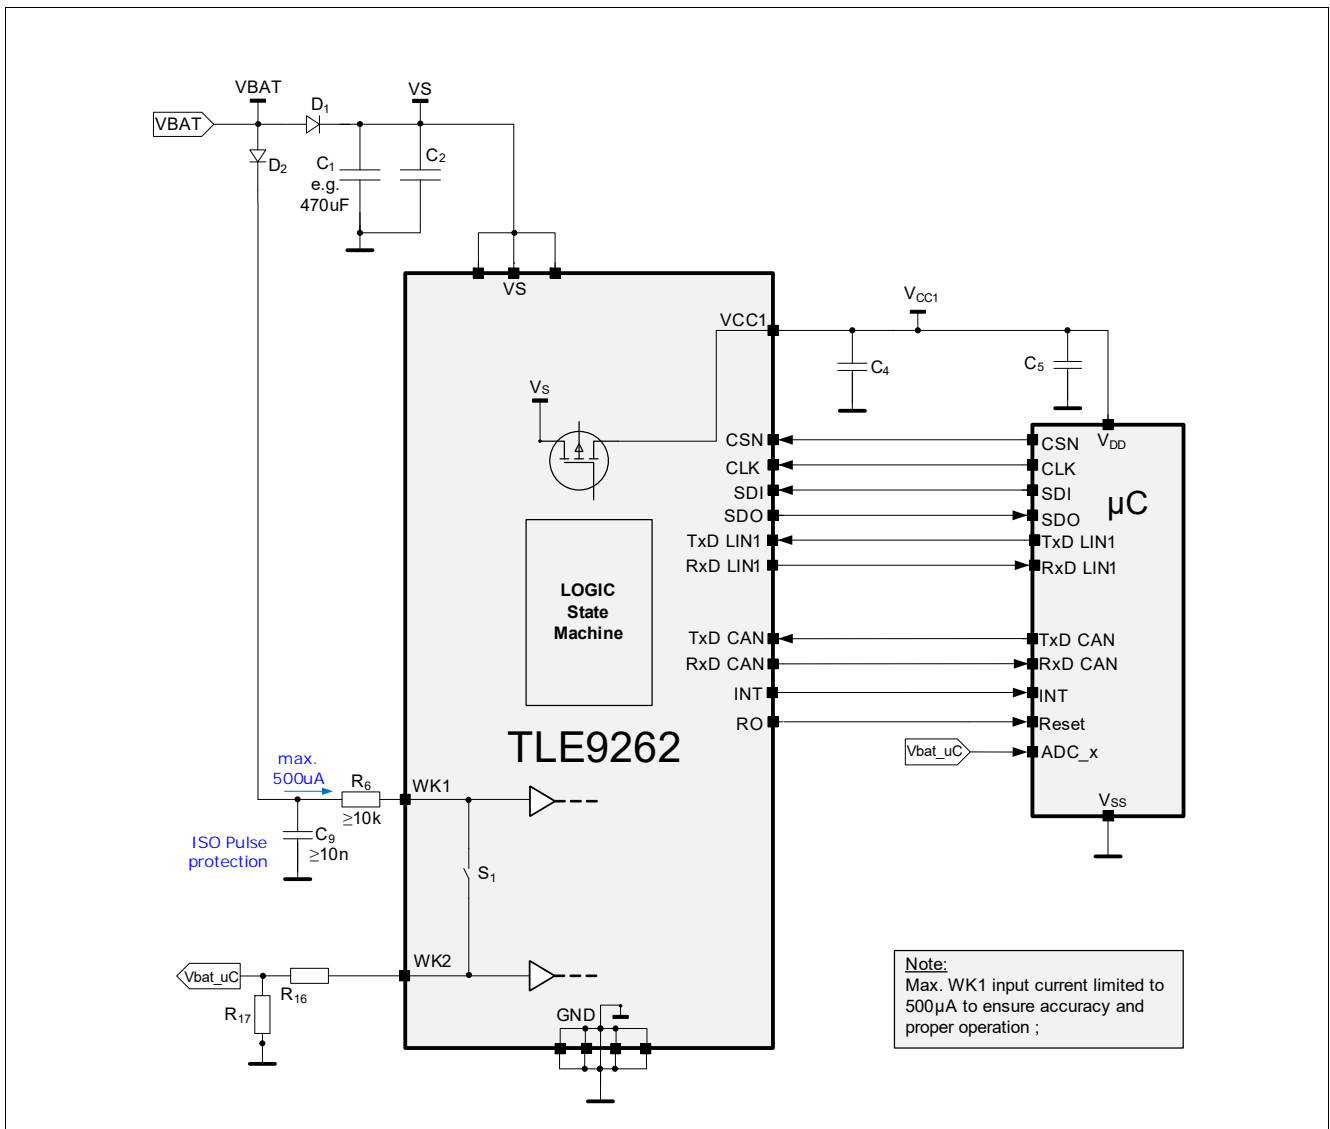 VBAT
VS
VBAT
D1
D2
C1
e.g.
470uF
C2
VS
VCC1
VCC1
C4
C5
VS
CSN
CLK
SDI
SDO
TxD LIN1
RxD LIN1
TxD CAN
RxD CAN
INT
RO
VDD
CSN
CLK
SDI
SDO
µC
TxD LIN1
RxD LIN1
TxD CAN
RxD CAN
INT
Reset
ADC_x
VSS
Vbat_uC
LOGIC
State
Machine
TLE9262
max.
500uA
R6
≥10k
WK1
ISO Pulse
protection
C9
≥10n
S1
Vbat_uC
R16
R17
WK2
GND
Note:
Max. WK1 input current limited to
500µA to ensure accuracy and
proper operation ;